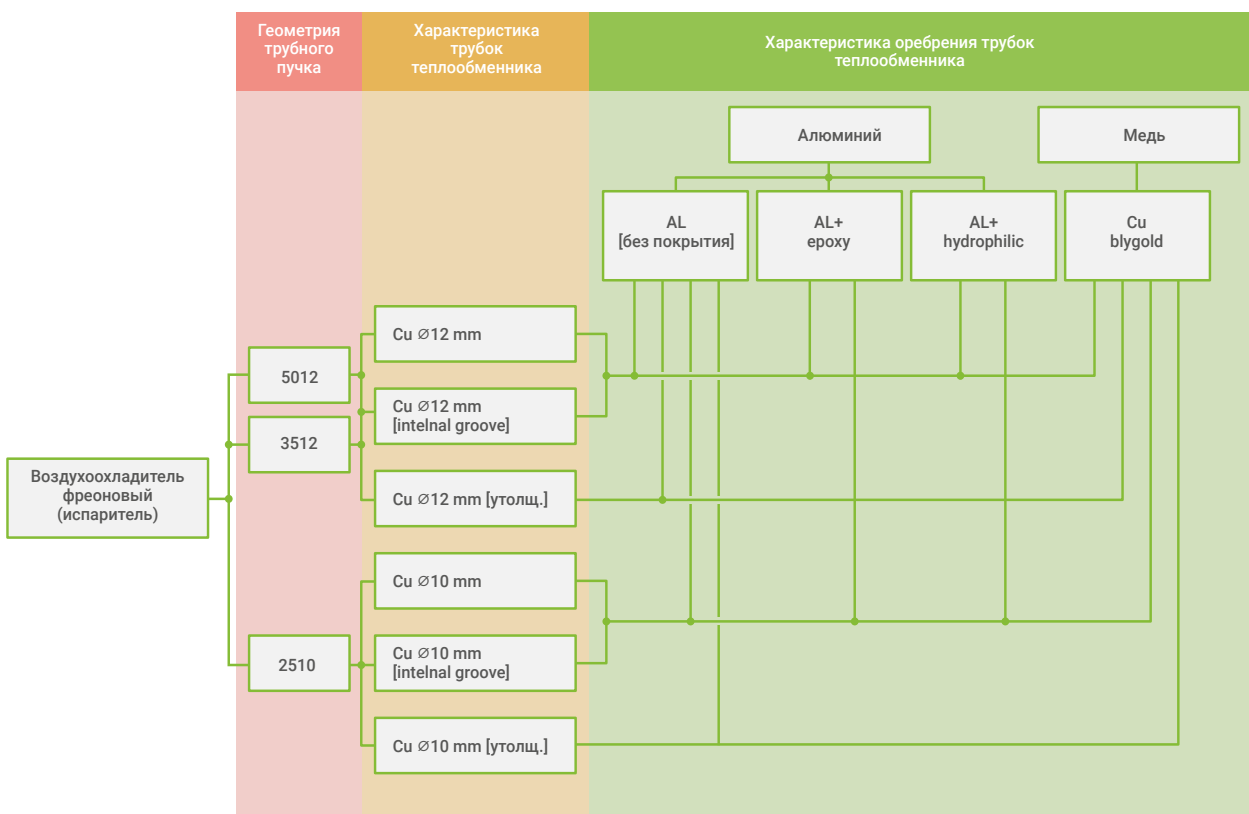 Геометрия
трубного
пучка
Характеристика
трубок
теплообменника
Характеристика оребрения трубок
теплообменника
Алюминий
Медь
AL
[без покрытия]
AL+
epoxy
AL+
hydrophilic
Cu
blygold
Cu ∅12 mm
5012
Cu ∅12 mm
[intelnal groove]
3512
Воздухоохладитель
фреоновый
(испаритель)
Cu ∅12 mm [утолщ.]
Cu ∅10 mm
2510
Cu ∅10 mm
[intelnal groove]
Cu ∅10 mm [утолщ.]